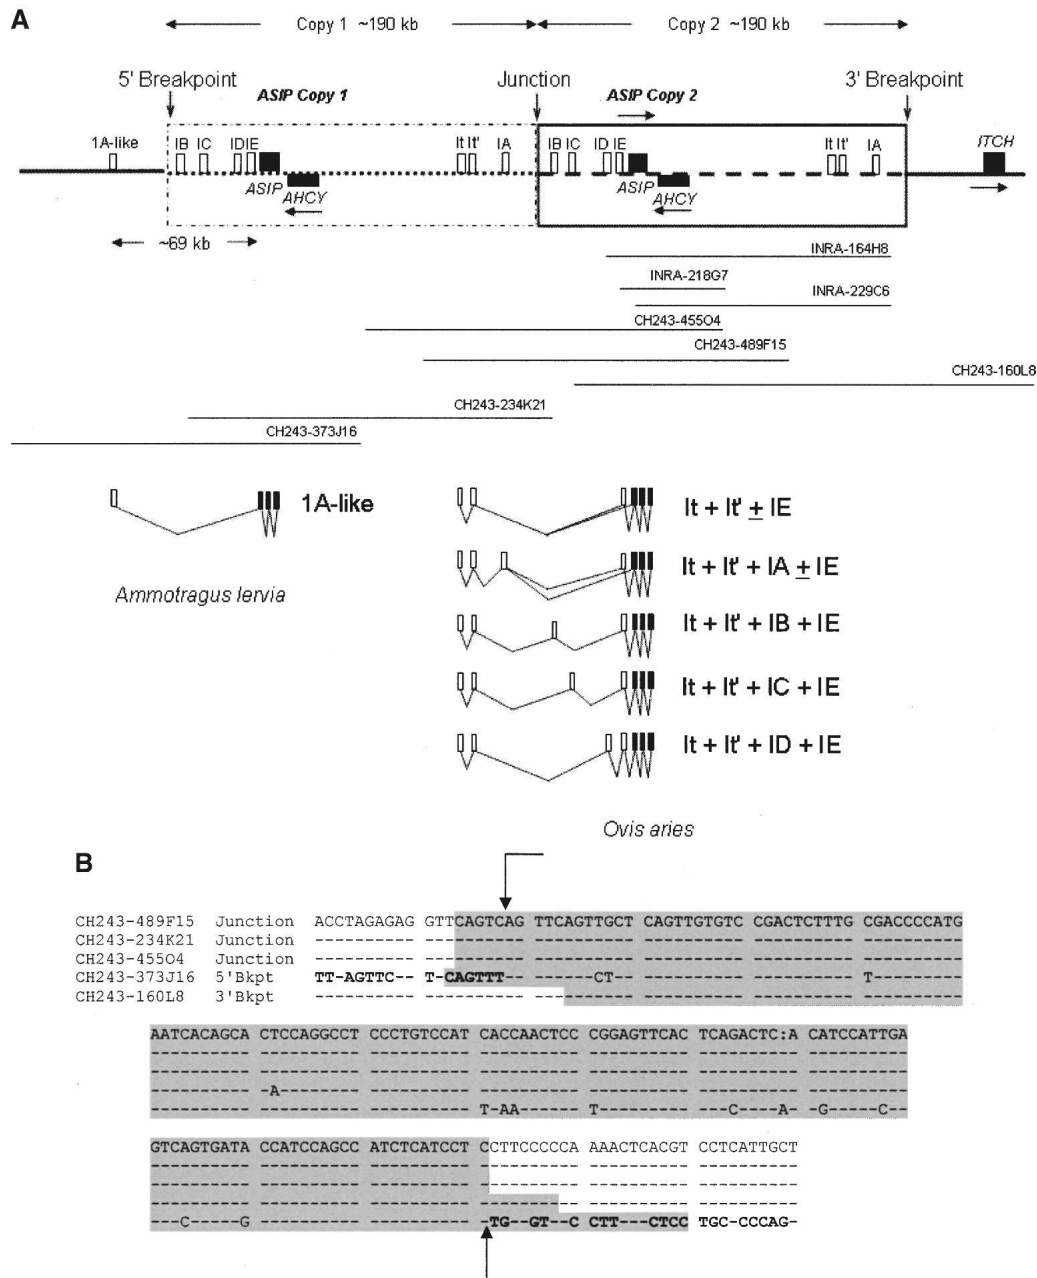 A
Copy 1 ~190 kb
Copy 2 ~190 kb
5' Breakpoint
Junction
3' Breakpoint
ASIP Copy 1
ASIP Copy 2
1A-like
IB IC IDIE
It It' IA
IB IC ID IE
It It' IA
ITCH
ASIP
AHCY
ASIP
AHCY
~69 kb
INRA-164H8
INRA-218G7
INRA-229C6
CH243-455O4
CH243-489F15
CH243-160L8
CH243-234K21
CH243-373J16
1A-like
Ammotragus lervia
It + It' ± IE
It + It' + IA ± IE
It + It' + IB + IE
It + It' + IC + IE
It + It' + ID + IE
Ovis aries
B
CH243-489F15 Junction ACCTAGAGAG GTTCAGTCAG TTCAGTTGCT CAGTTGTGTC CGACTCTTTG CGACCCCATG
CH243-234K21 Junction ---------- ---------- ---------- ---------- ---------- ----------
CH243-455O4 Junction ---------- ---------- ---------- ---------- ---------- ----------
CH243-373J16 5'Bkpt TT-AGTTC-- T-CAGTTT-- ------CT-- ---------- ---------- T---------
CH243-160L8 3'Bkpt ---------- ---------- ---------- ---------- ---------- ----------
AATCACAGCA CTCCAGGCCT CCCTGTCCAT CACCAACTCC CGGAGTTCAC TCAGACTC:A CATCCATTGA
---------- ---------- ---------- ---------- ---------- ---------- ----------
---------- ---------- ---------- ---------- ---------- ---------- ----------
---------- -A-------- ---------- ---------- ---------- ---------- ----------
---------- ---------- ---------- T-AA------ T--------- ---C----A- -G-----C--
GTCAGTGATA CCATCCAGCC ATCTCATCCT CCTTCCCCCA AAACTCACGT CCTCATTGCT
---------- ---------- ---------- ---------- ---------- ----------
---------- ---------- ---------- ---------- ---------- ----------
---------- ---------- ---------- ---------- ---------- ----------
---C-----G ---------- ---------- -TG--GT--C CTT---CTCC TGC-CCCAG-